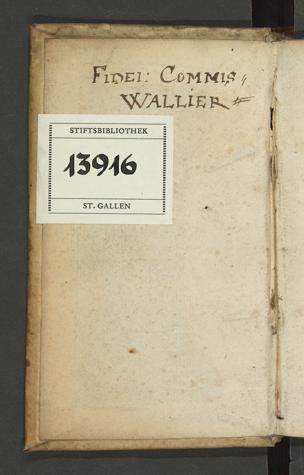 FIDEI: COMMIS„
WALLIER
STIFTSBIBLIOTHEK
13916
ST. GALLEN